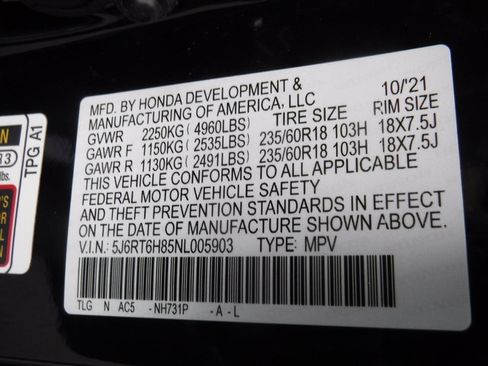 MFD. BY HONDA DEVELOPMENT & 10/'21
MANUFACTURING OF AMERICA, LLC
TIRE SIZE RIM SIZE
GVWR 2250KG ( 4960LBS)
GAWR F 1150KG ( 2535LBS) 235/60R18 103H 18X7.5J
GAWR R 1130KG ( 2491LBS) 235/60R18 103H 18X7.5J
THIS VEHICLE CONFORMS TO ALL APPLICABLE
FEDERAL MOTOR VEHICLE SAFETY
AND THEFT PREVENTION STANDARDS IN EFFECT
ON THE DATE OF MANUFACTURE SHOWN ABOVE.
V.I.N.: 5J6RT6H85NL005903 TYPE: MPV
TLG N AC5 - NH731P - A - L
TPG A1